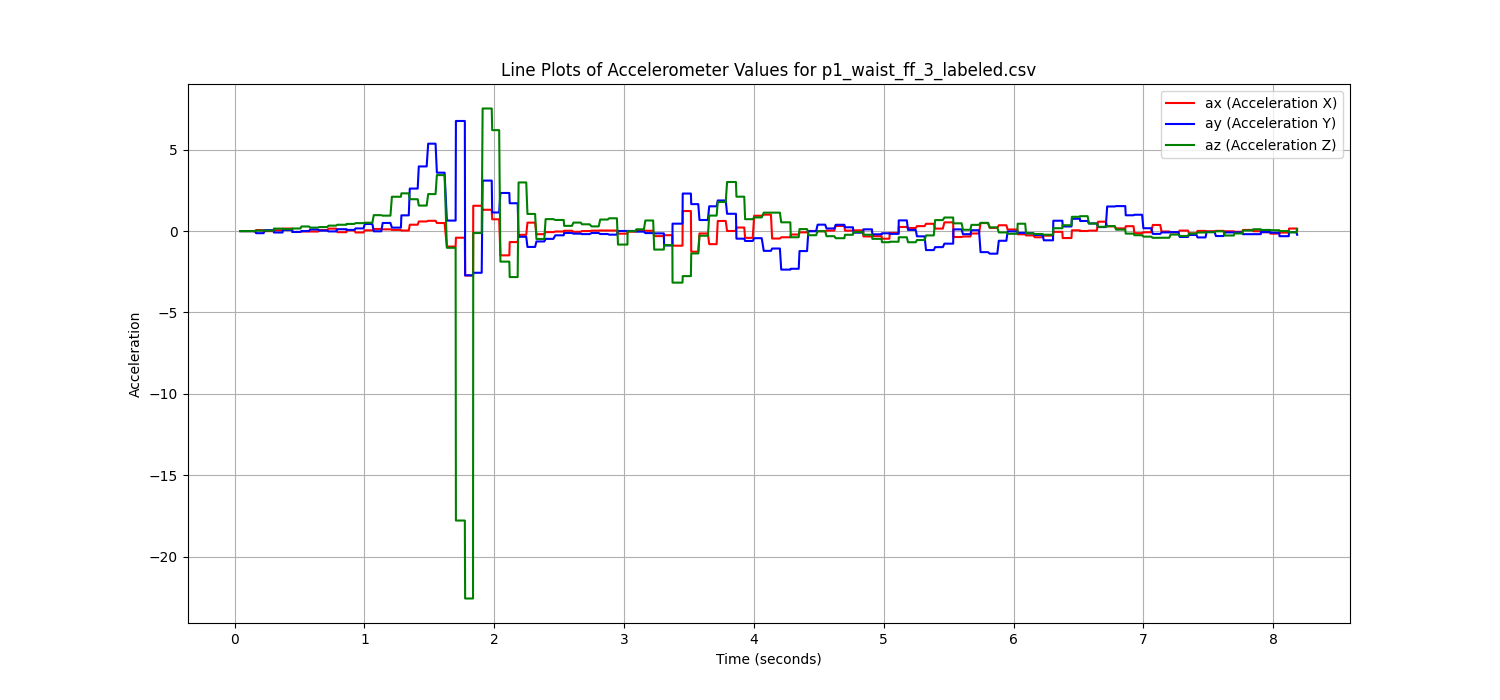 Line Plots of Accelerometer Values for p1_waist_ff_3_labeled.csv
ax (Acceleration X)
ay (Acceleration Y)
az (Acceleration Z)
Acceleration
5
0
−5
−10
−15
−20
0 1 2 3 4 5 6 7 8
Time (seconds)